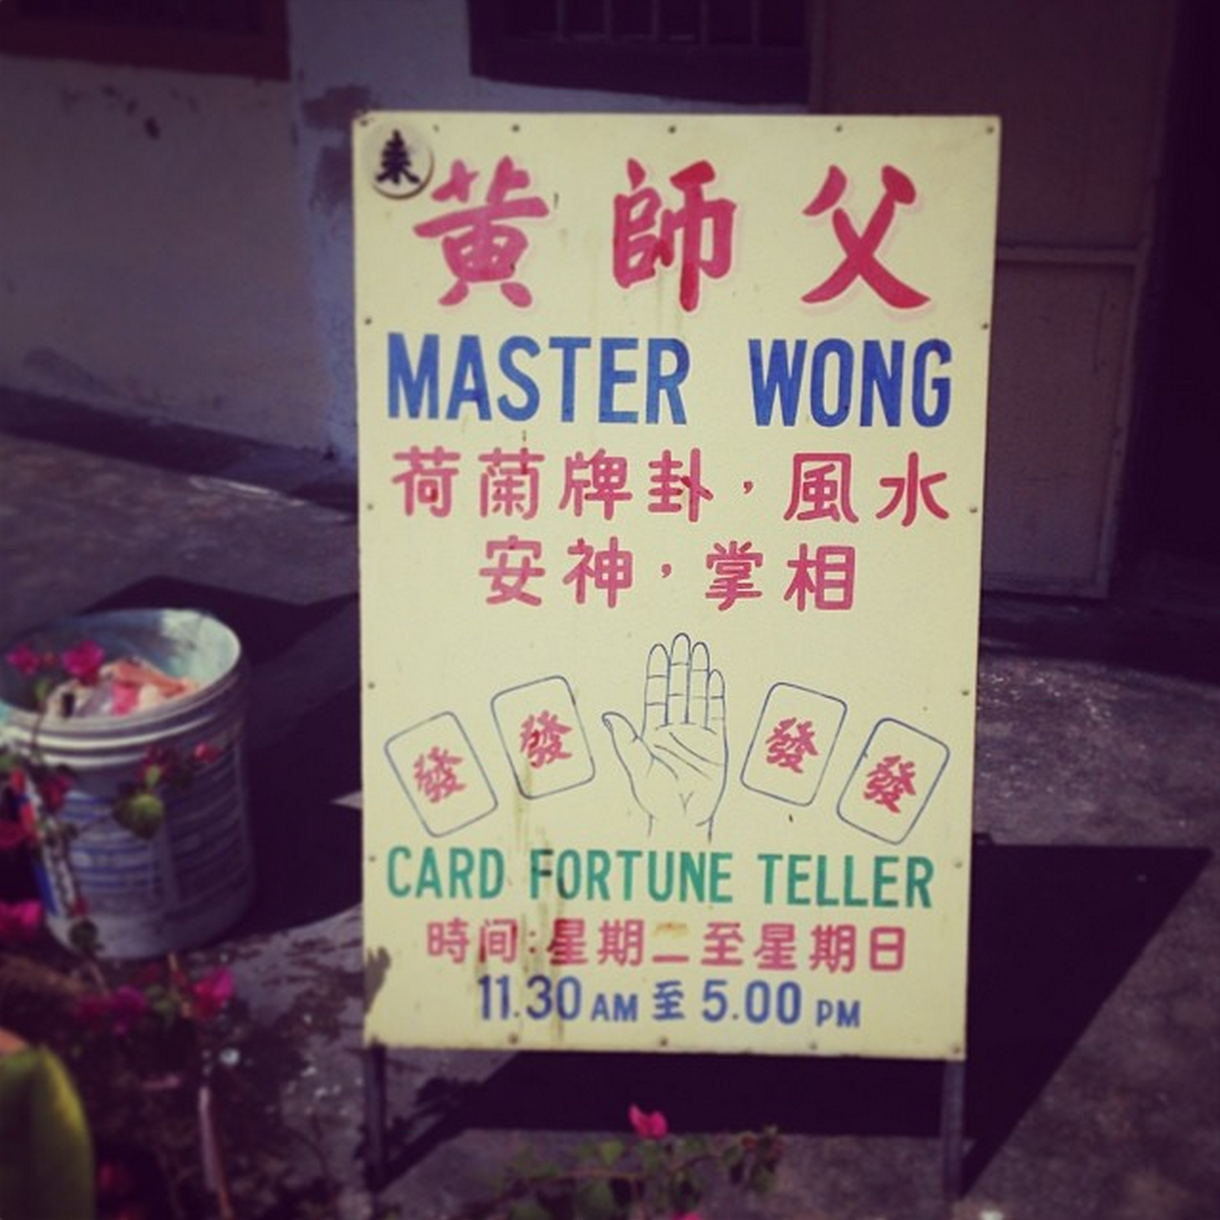 黃師父
MASTER WONG
荷蘭牌卦，風水
安神，掌相
發 發 發 發
CARD FORTUNE TELLER
時间:星期二至星期日
11.30 AM 至 5.00 PM